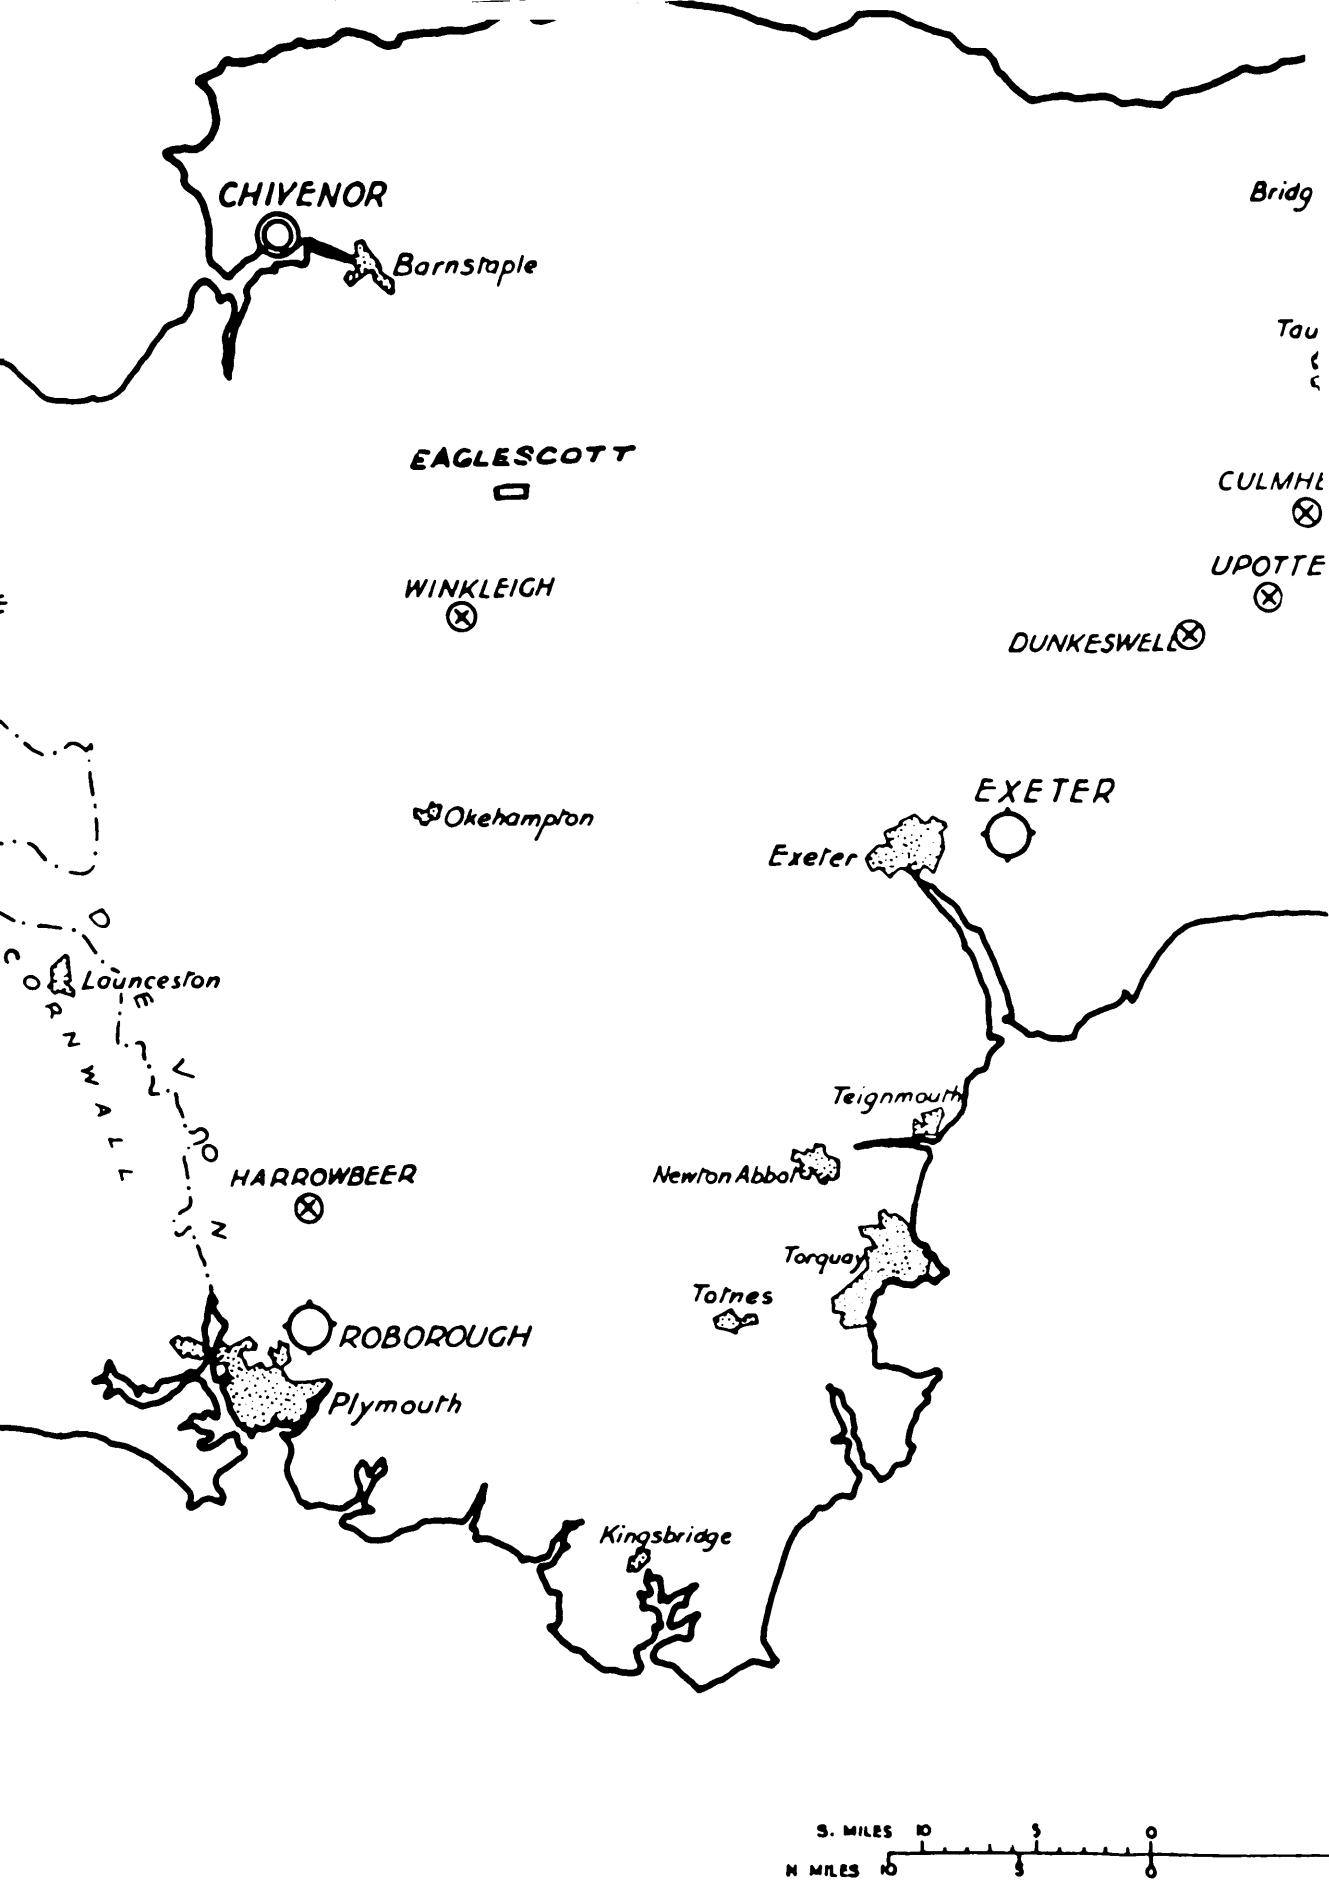 CHIVENOR
Bridg
Barnstaple
Tau
EAGLESCOTT
CULMHE
UPOTTE
WINKLEIGH
DUNKESWELL
EXETER
Okehampton
Exeter
DEVON
CORNWALL
Launceston
Teignmouth
Newton Abbot
HARROWBEER
Torquay
Totnes
ROBOROUGH
Plymouth
Kingsbridge
S. MILES 10 5 0
N MILES 10 5 0